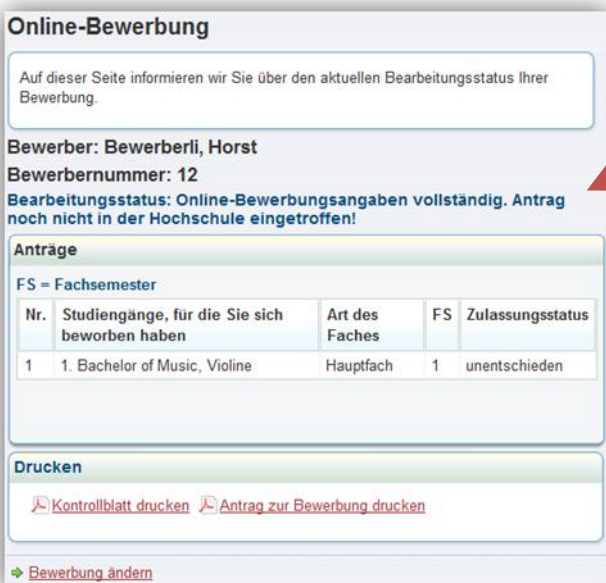 Online-Bewerbung
Auf dieser Seite informieren wir Sie über den aktuellen Bearbeitungsstatus Ihrer
Bewerbung.
Bewerber: Bewerberli, Horst
Bewerbernummer: 12
Bearbeitungsstatus: Online-Bewerbungsangaben vollständig. Antrag
noch nicht in der Hochschule eingetroffen!
Anträge
FS = Fachsemester
Nr. Studiengänge, für die Sie sich beworben haben Art des Faches FS Zulassungsstatus
1 1. Bachelor of Music, Violine Hauptfach 1 unentschieden
Drucken
Kontrollblatt drucken Antrag zur Bewerbung drucken
Bewerbung ändern